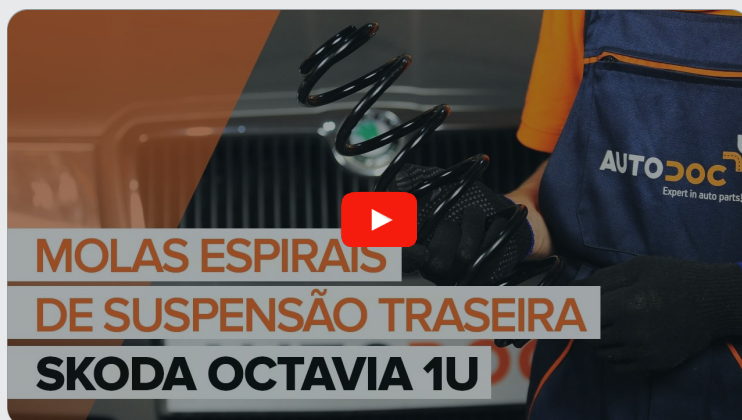 AUTODOC
Expert in auto parts!
MOLAS ESPIRAIS
DE SUSPENSÃO TRASEIRA
SKODA OCTAVIA 1U